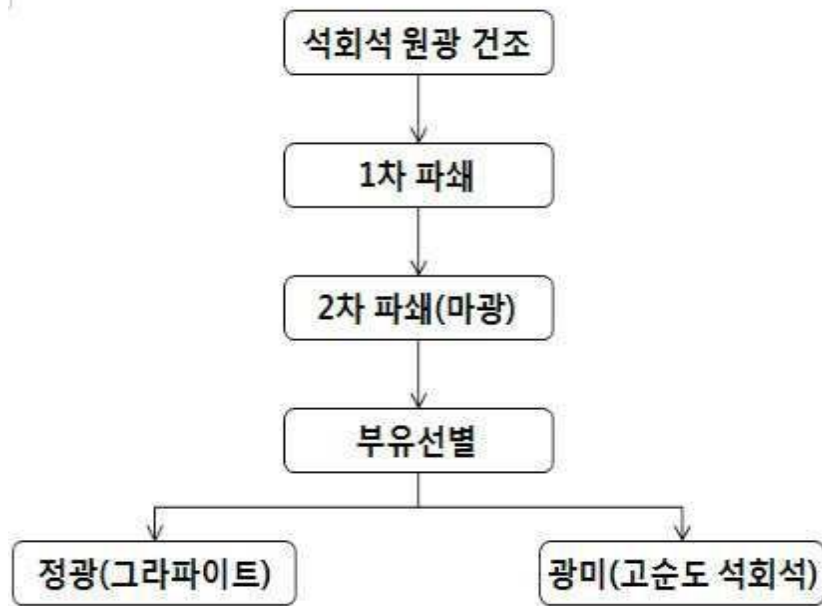 석회석 원광 건조
1차 파쇄
2차 파쇄(마광)
부유선별
정광(그라파이트)
광미(고순도 석회석)